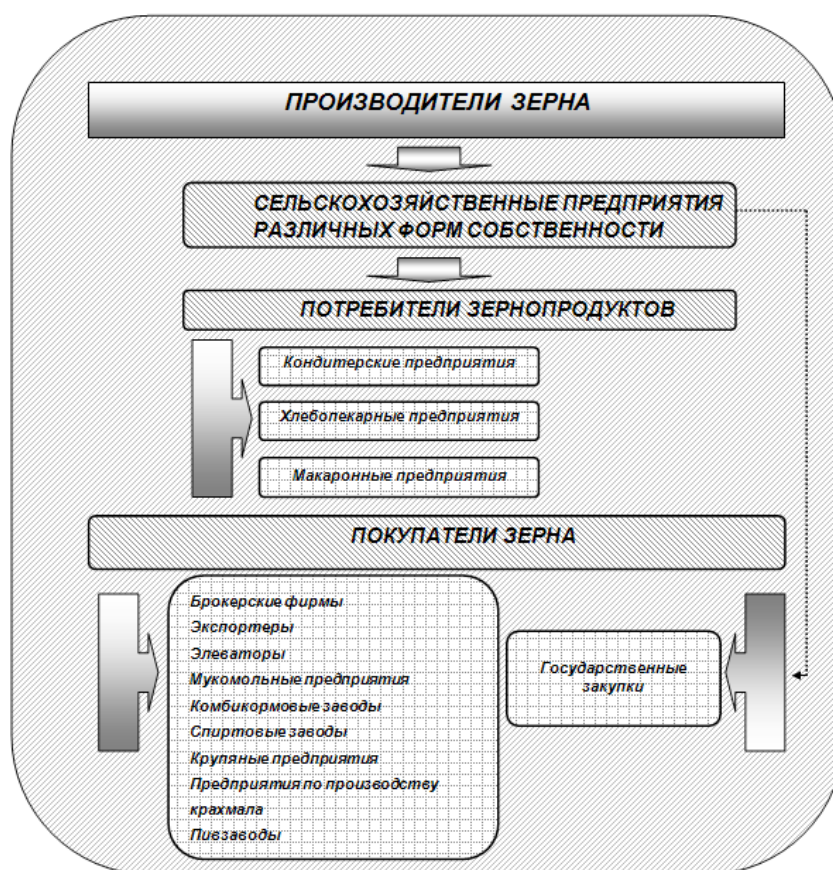 ПРОИЗВОДИТЕЛИ ЗЕРНА
СЕЛЬСКОХОЗЯЙСТВЕННЫЕ ПРЕДПРИЯТИЯ
РАЗЛИЧНЫХ ФОРМ СОБСТВЕННОСТИ
ПОТРЕБИТЕЛИ ЗЕРНОПРОДУКТОВ
Кондитерские предприятия
Хлебопекарные предприятия
Макаронные предприятия
ПОКУПАТЕЛИ ЗЕРНА
Брокерские фирмы
Экспортеры
Элеваторы
Мукомольные предприятия
Комбикормовые заводы
Спиртовые заводы
Крупяные предприятия
Предприятия по производству
крахмала
Пивзаводы
Государственные
закупки